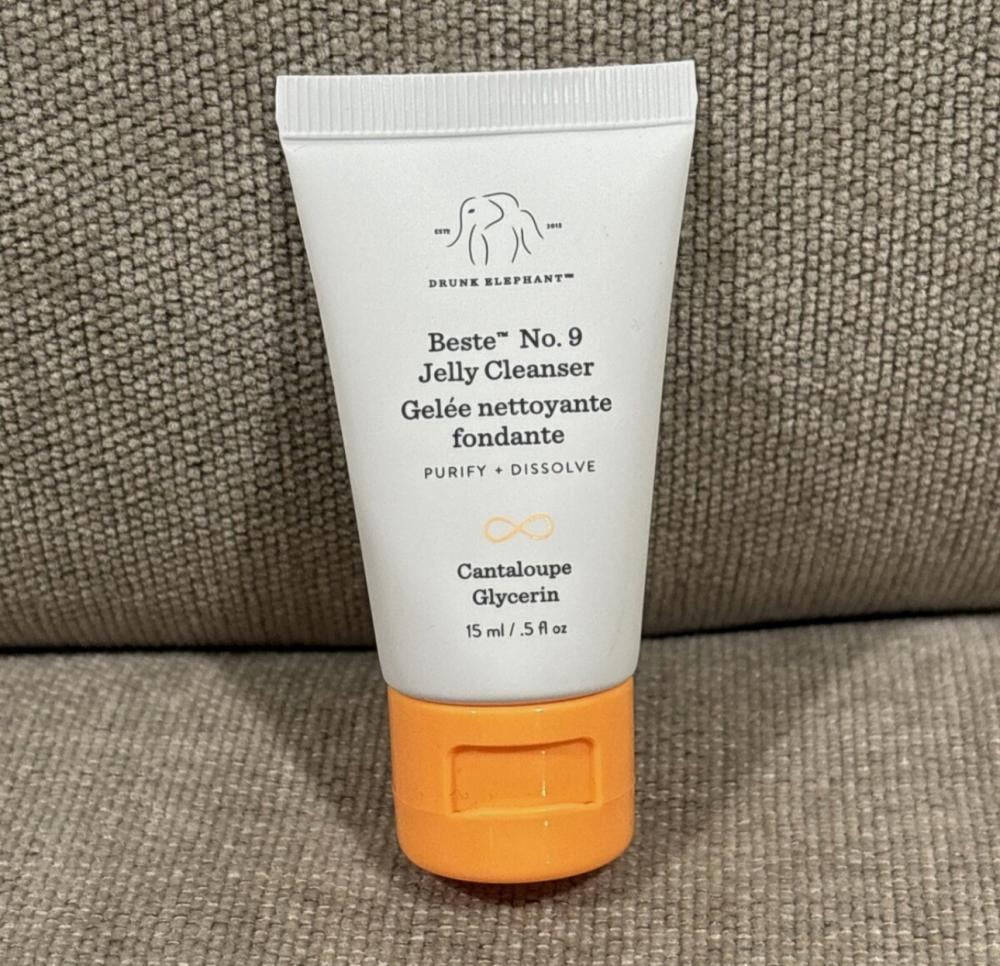 ESTD 2012
DRUNK ELEPHANT™
Beste™ No. 9
Jelly Cleanser
Gelée nettoyante
fondante
PURIFY + DISSOLVE
Cantaloupe
Glycerin
15 ml / .5 fl oz